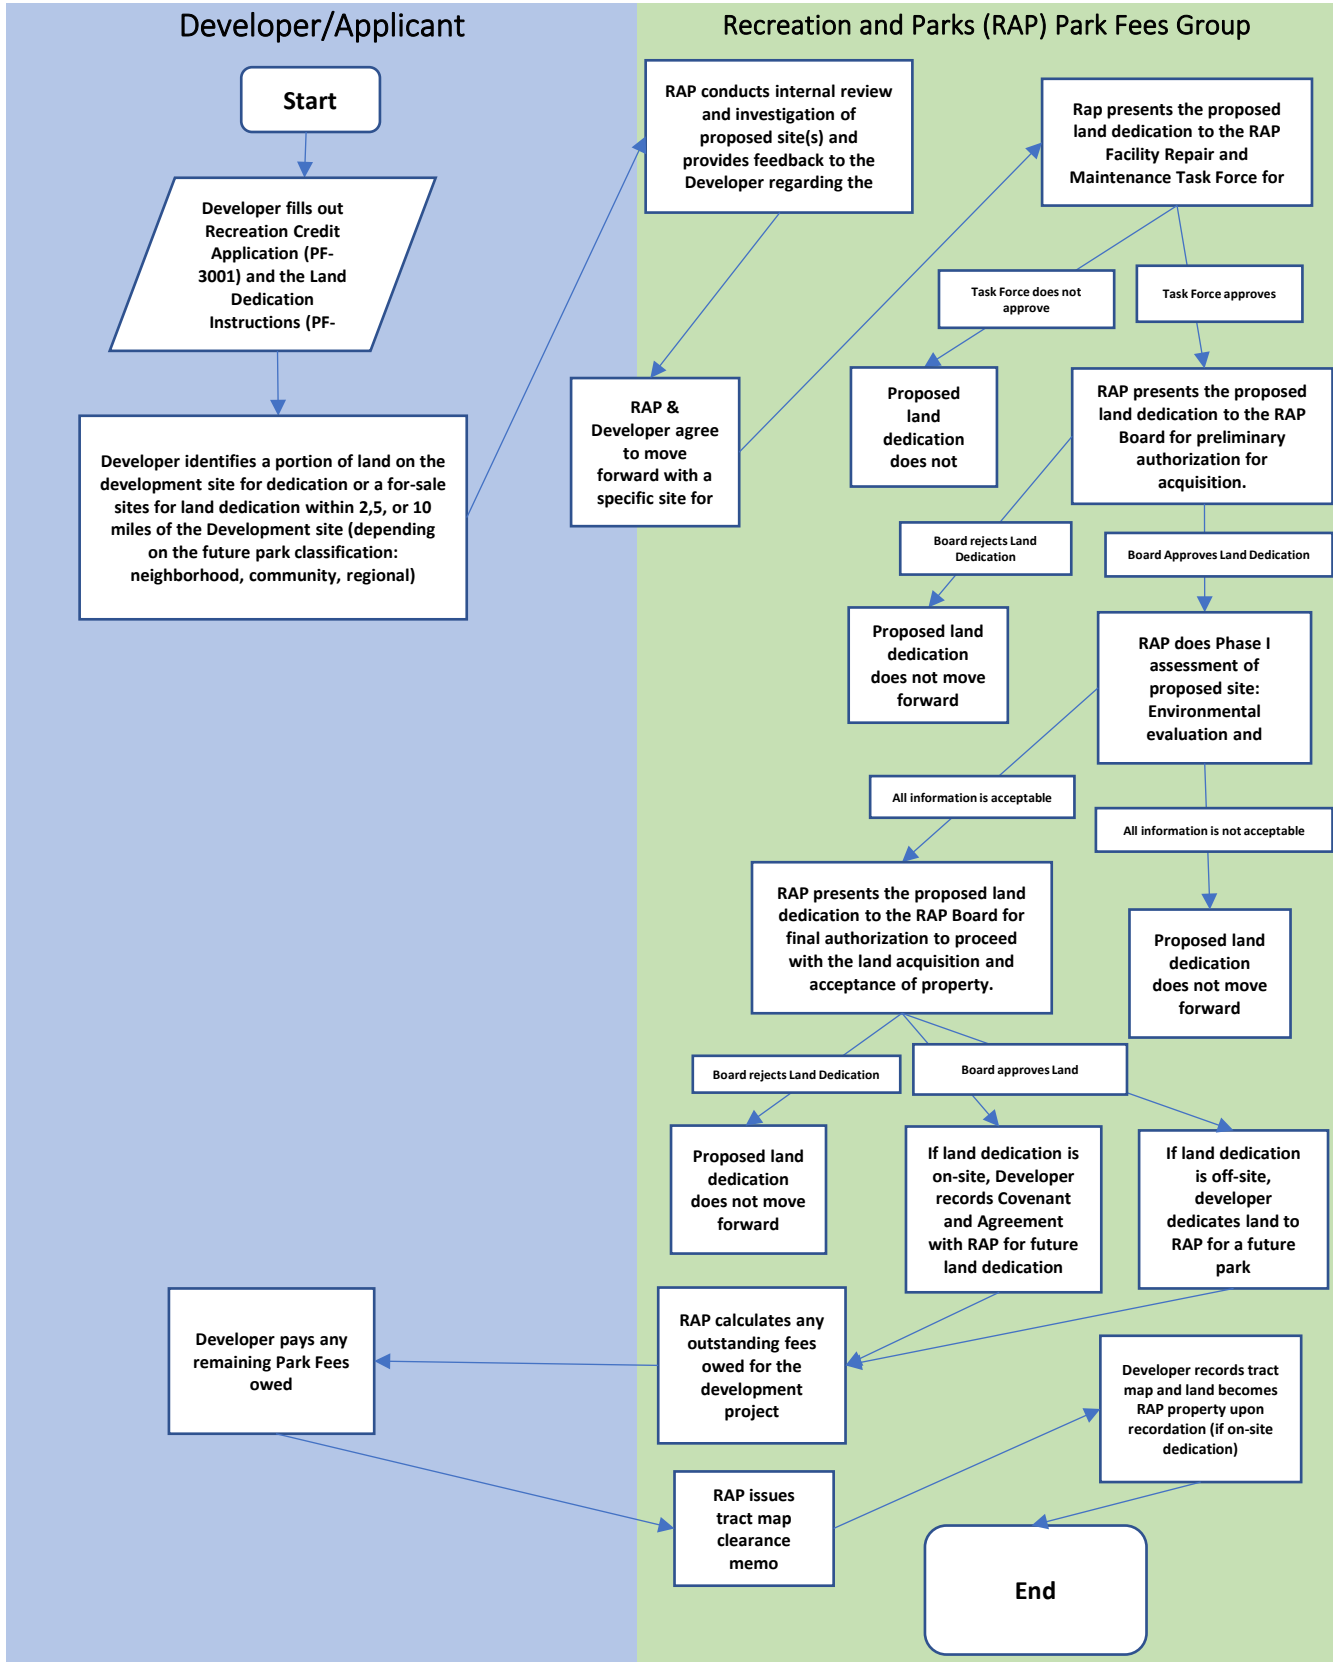 Developer/Applicant
Recreation and Parks (RAP) Park Fees Group
Start
Developer fills out
Recreation Credit
Application (PF-
3001) and the Land
Dedication
Instructions (PF-
Developer identifies a portion of land on the
development site for dedication or a for-sale
sites for land dedication within 2,5, or 10
miles of the Development site (depending
on the future park classification:
neighborhood, community, regional)
RAP conducts internal review
and investigation of
proposed site(s) and
provides feedback to the
Developer regarding the
RAP &
Developer agree
to move
forward with a
specific site for
Rap presents the proposed
land dedication to the RAP
Facility Repair and
Maintenance Task Force for
Task Force does not
approve
Task Force approves
Proposed
land
dedication
does not
RAP presents the proposed
land dedication to the RAP
Board for preliminary
authorization for
acquisition.
Board rejects Land
Dedication
Board Approves Land Dedication
Proposed land
dedication
does not move
forward
RAP does Phase I
assessment of
proposed site:
Environmental
evaluation and
All information is acceptable
All information is not acceptable
RAP presents the proposed land
dedication to the RAP Board for
final authorization to proceed
with the land acquisition and
acceptance of property.
Proposed land
dedication
does not move
forward
Board rejects Land Dedication
Board approves Land
Proposed land
dedication
does not move
forward
If land dedication is
on-site, Developer
records Covenant
and Agreement
with RAP for future
land dedication
If land dedication
is off-site,
developer
dedicates land to
RAP for a future
park
RAP calculates any
outstanding fees
owed for the
development
project
Developer pays any
remaining Park Fees
owed
RAP issues
tract map
clearance
memo
Developer records tract
map and land becomes
RAP property upon
recordation (if on-site
dedication)
End